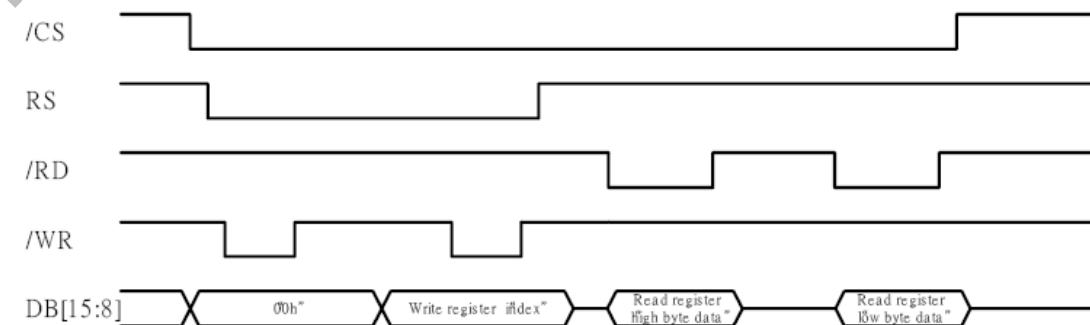 /CS
RS
/RD
/WR
DB[15:8]
"00h"
Write register "index"
Read register
"high byte data"
Read register
"low byte data"